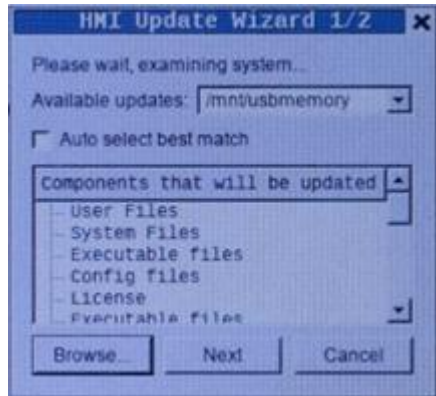 HMI Update Wizard 1/2
Please wait, examining system...
Available updates: /mnt/usbmemory
Auto select best match
Components that will be updated
User Files
System Files
Executable files
Config files
License
Executable files
Browse...
Next
Cancel